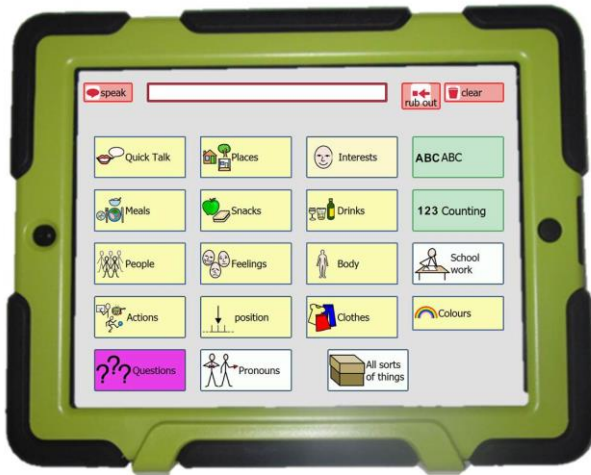 speak
rub out
clear
Quick Talk
Places
Interests
ABC ABC
Meals
Snacks
Drinks
123 Counting
People
Feelings
Body
School
work
Actions
position
Clothes
Colours
??? Questions
Pronouns
All sorts
of things